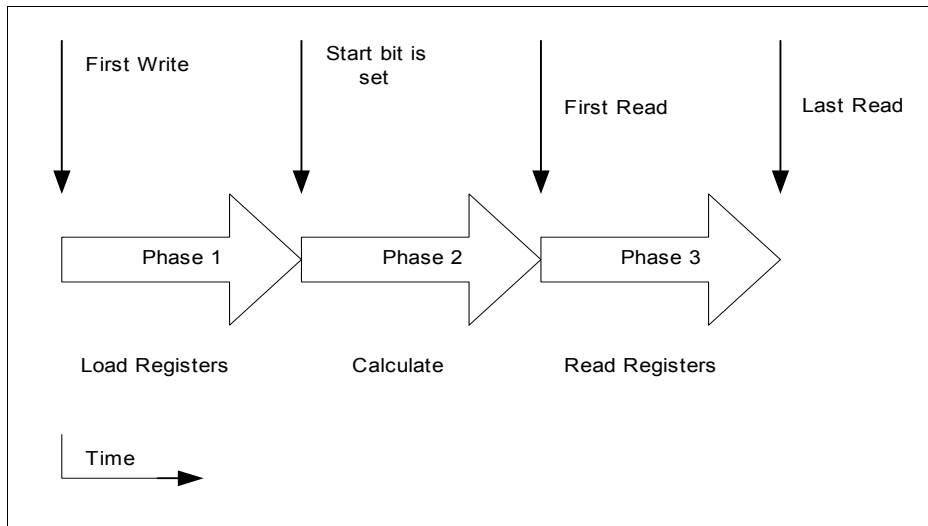 First Write
Start bit is
set
First Read
Last Read
Phase 1
Phase 2
Phase 3
Load Registers
Calculate
Read Registers
Time